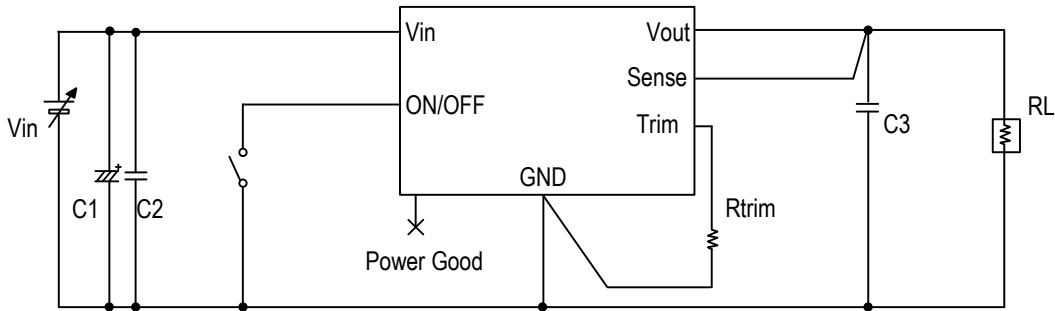 Vin
Vout
Sense
ON/OFF
Trim
GND
Vin
C1
+
C2
Power Good
Rtrim
C3
RL